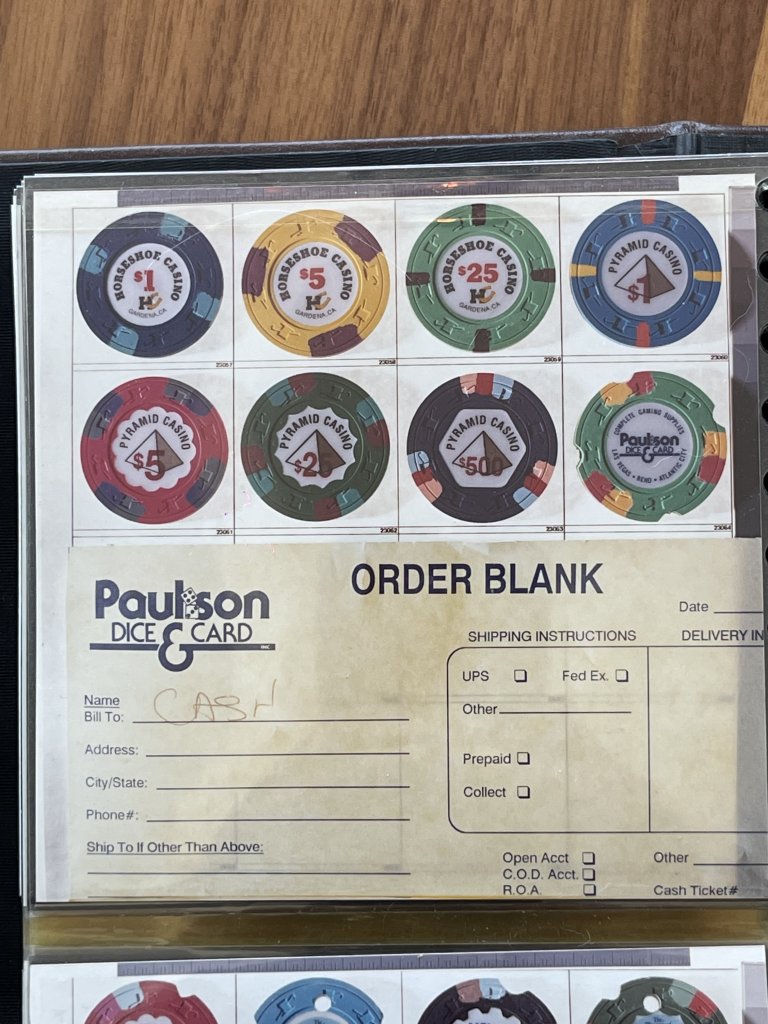 HORSESHOE CASINO
$1
HC
GARDENA, CA
HORSESHOE CASINO
$5
HC
GARDENA, CA
HORSESHOE CASINO
$25
HC
GARDENA, CA
PYRAMID CASINO
$1
23057
23058
23059
23060
PYRAMID CASINO
$5
PYRAMID CASINO
$25
PYRAMID CASINO
$500
COMPLETE GAMING SUPPLIES
Paulson
DICE & CARD
LAS VEGAS • RENO • ATLANTIC CITY
23061
23062
23063
23064
Paulson
DICE & CARD INC
ORDER BLANK
Date
SHIPPING INSTRUCTIONS
DELIVERY IN
UPS
Fed Ex.
Other
Prepaid
Collect
Name
Bill To: CASH
Address:
City/State:
Phone#:
Ship To If Other Than Above:
Open Acct
C.O.D. Acct.
R.O.A.
Other
Cash Ticket#